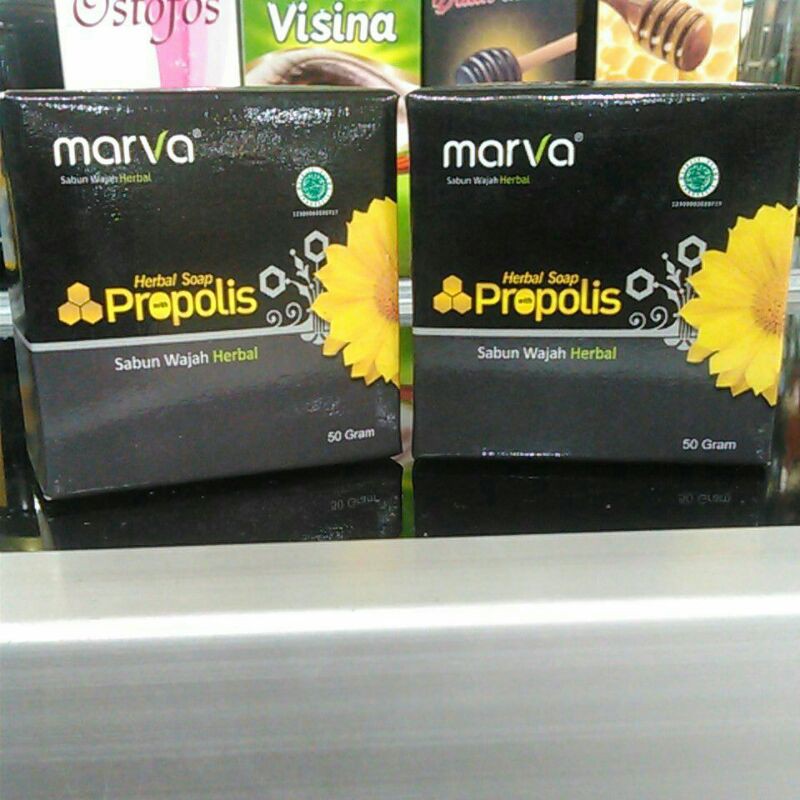 Ostofos
Visina
marva®
Sabun Wajah Herbal
Herbal Soap
with
Propolis
Sabun Wajah Herbal
50 Gram
marva®
Sabun Wajah Herbal
Herbal Soap
with
Propolis
Sabun Wajah Herbal
50 Gram